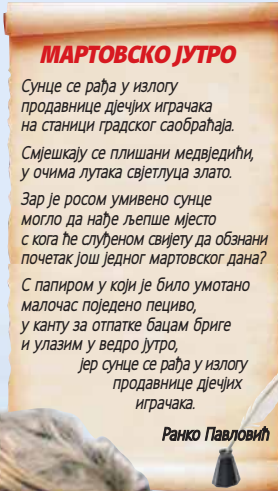 МАРТОВСКО ЈУТРО
Сунце се рађа у излогу
продавнице дјечјих играчака
на станици градског саобраћаја.
Смјешкају се плишани медвједићи,
у очима лутака свјетлуца злато.
Зар је росом умивено сунце
могло да нађе љепше мјесто
с кога ће слуђеном свијету да обзнани
почетак још једног мартовског дана?
С папиром у који је било умотано
малочас поједено пециво,
у канту за отпатке бацам бриге
и улазим у ведро јутро,
јер сунце се рађа у излогу
продавнице дјечјих
играчака.
Ранко Павловић